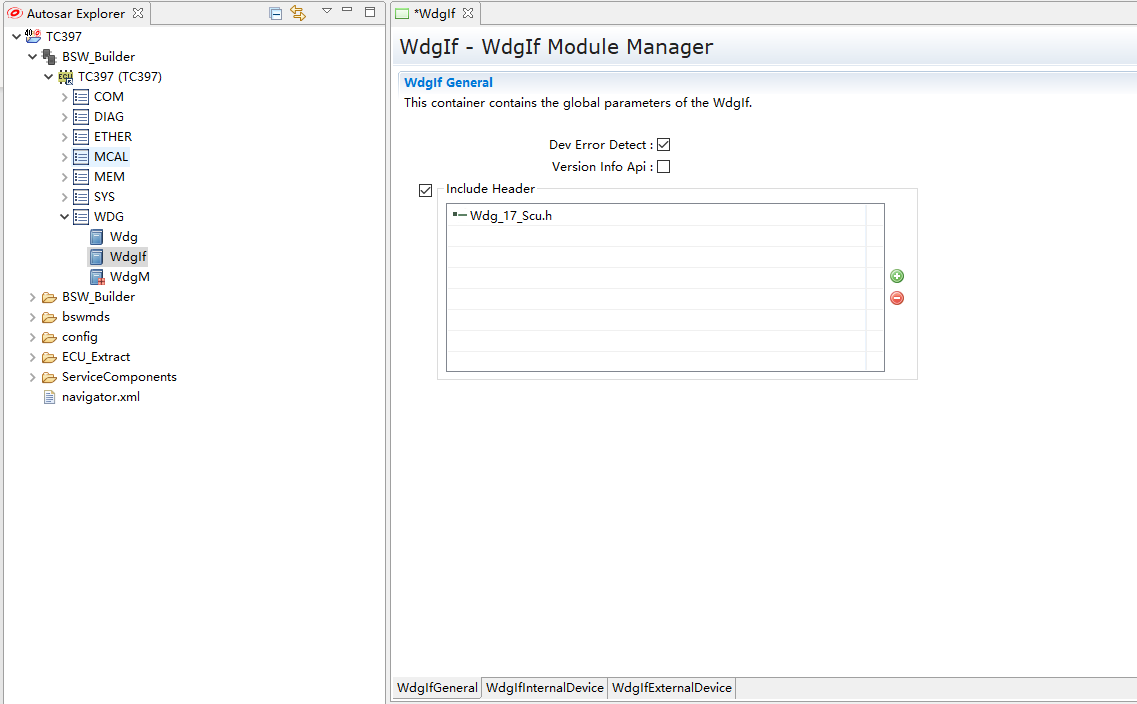 Autosar Explorer
TC397
BSW_Builder
TC397 (TC397)
COM
DIAG
ETHER
MCAL
MEM
SYS
WDG
Wdg
WdgIf
WdgM
BSW_Builder
bswmds
config
ECU_Extract
ServiceComponents
navigator.xml
*WdgIf
WdgIf - WdgIf Module Manager
WdgIf General
This container contains the global parameters of the WdgIf.
Dev Error Detect :
Version Info Api :
Include Header
Wdg_17_Scu.h
WdgIfGeneral WdgIfInternalDevice WdgIfExternalDevice